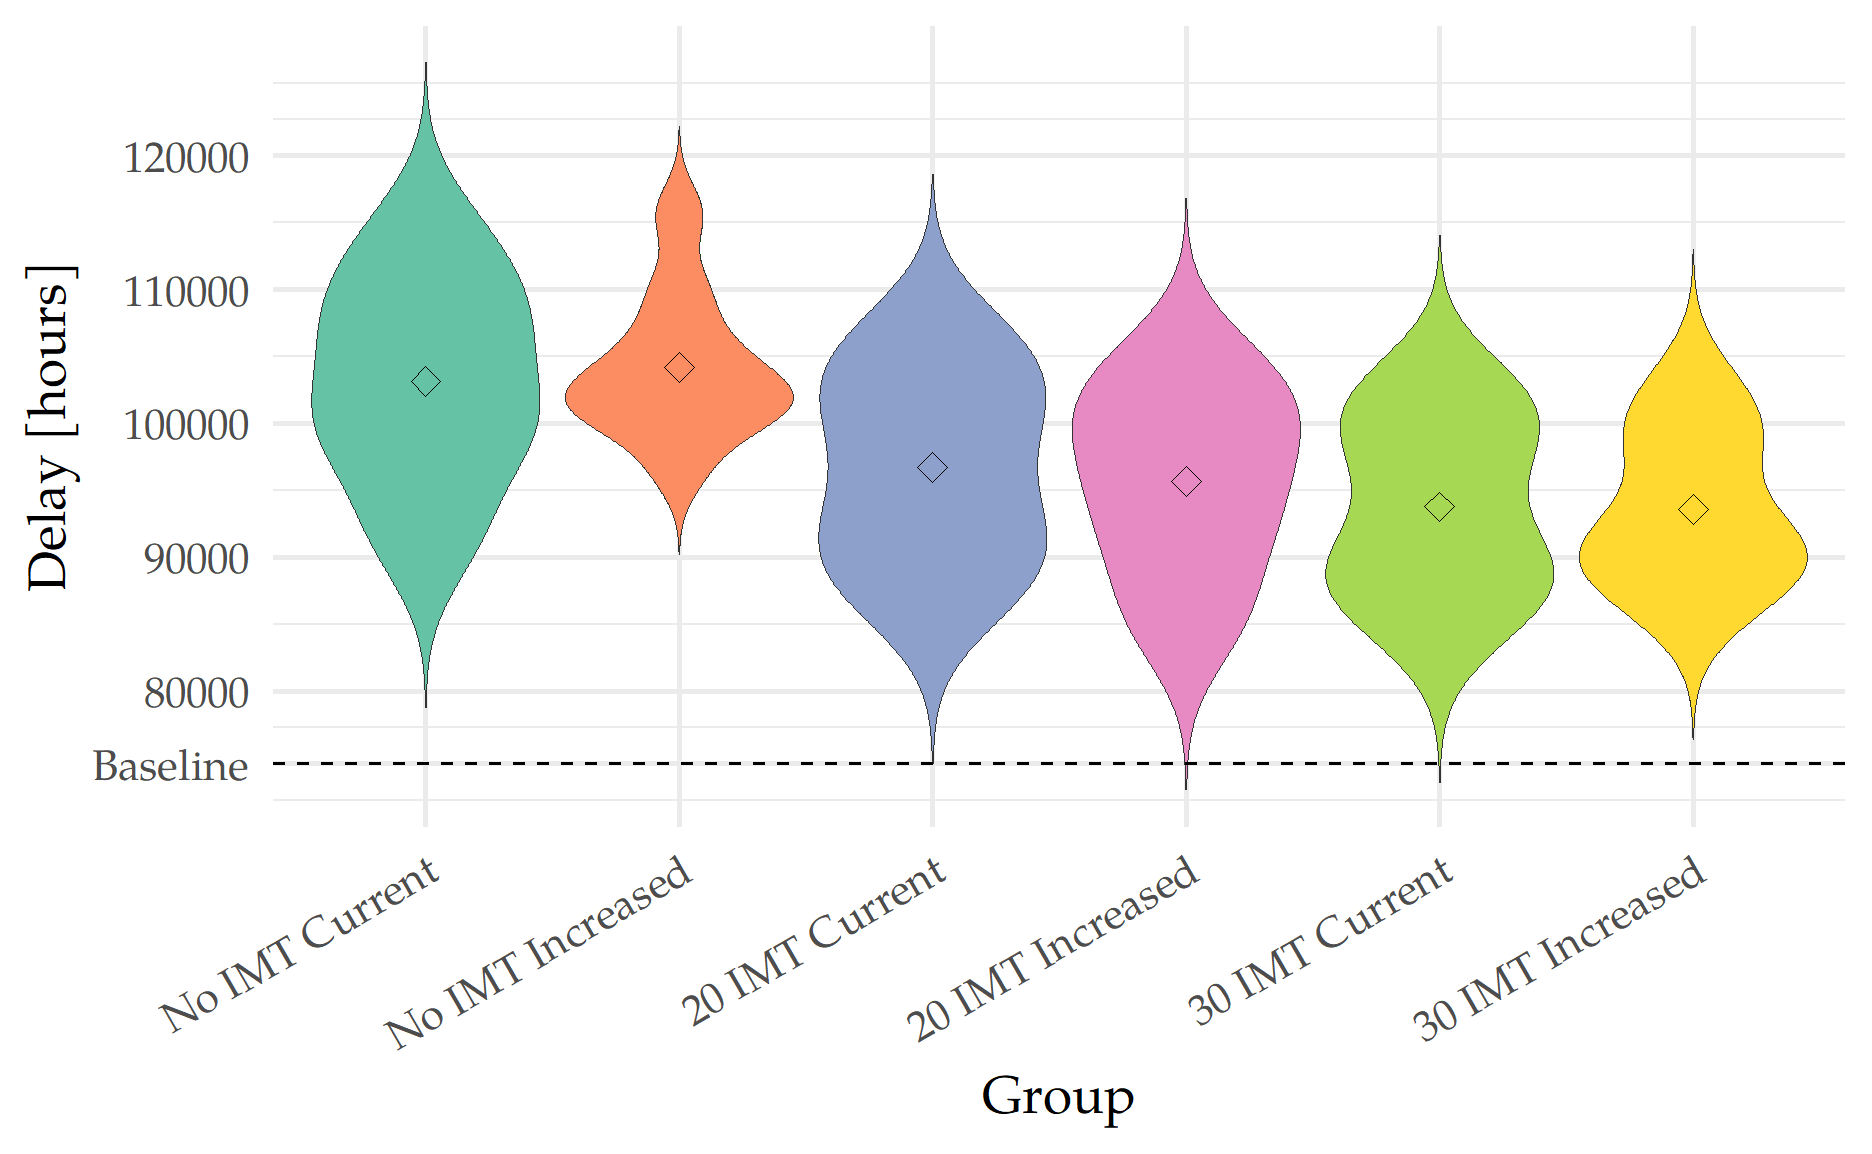 Delay [hours]
120000
110000
100000
90000
80000
Baseline
No IMT Current
No IMT Increased
20 IMT Current
20 IMT Increased
30 IMT Current
30 IMT Increased
Group